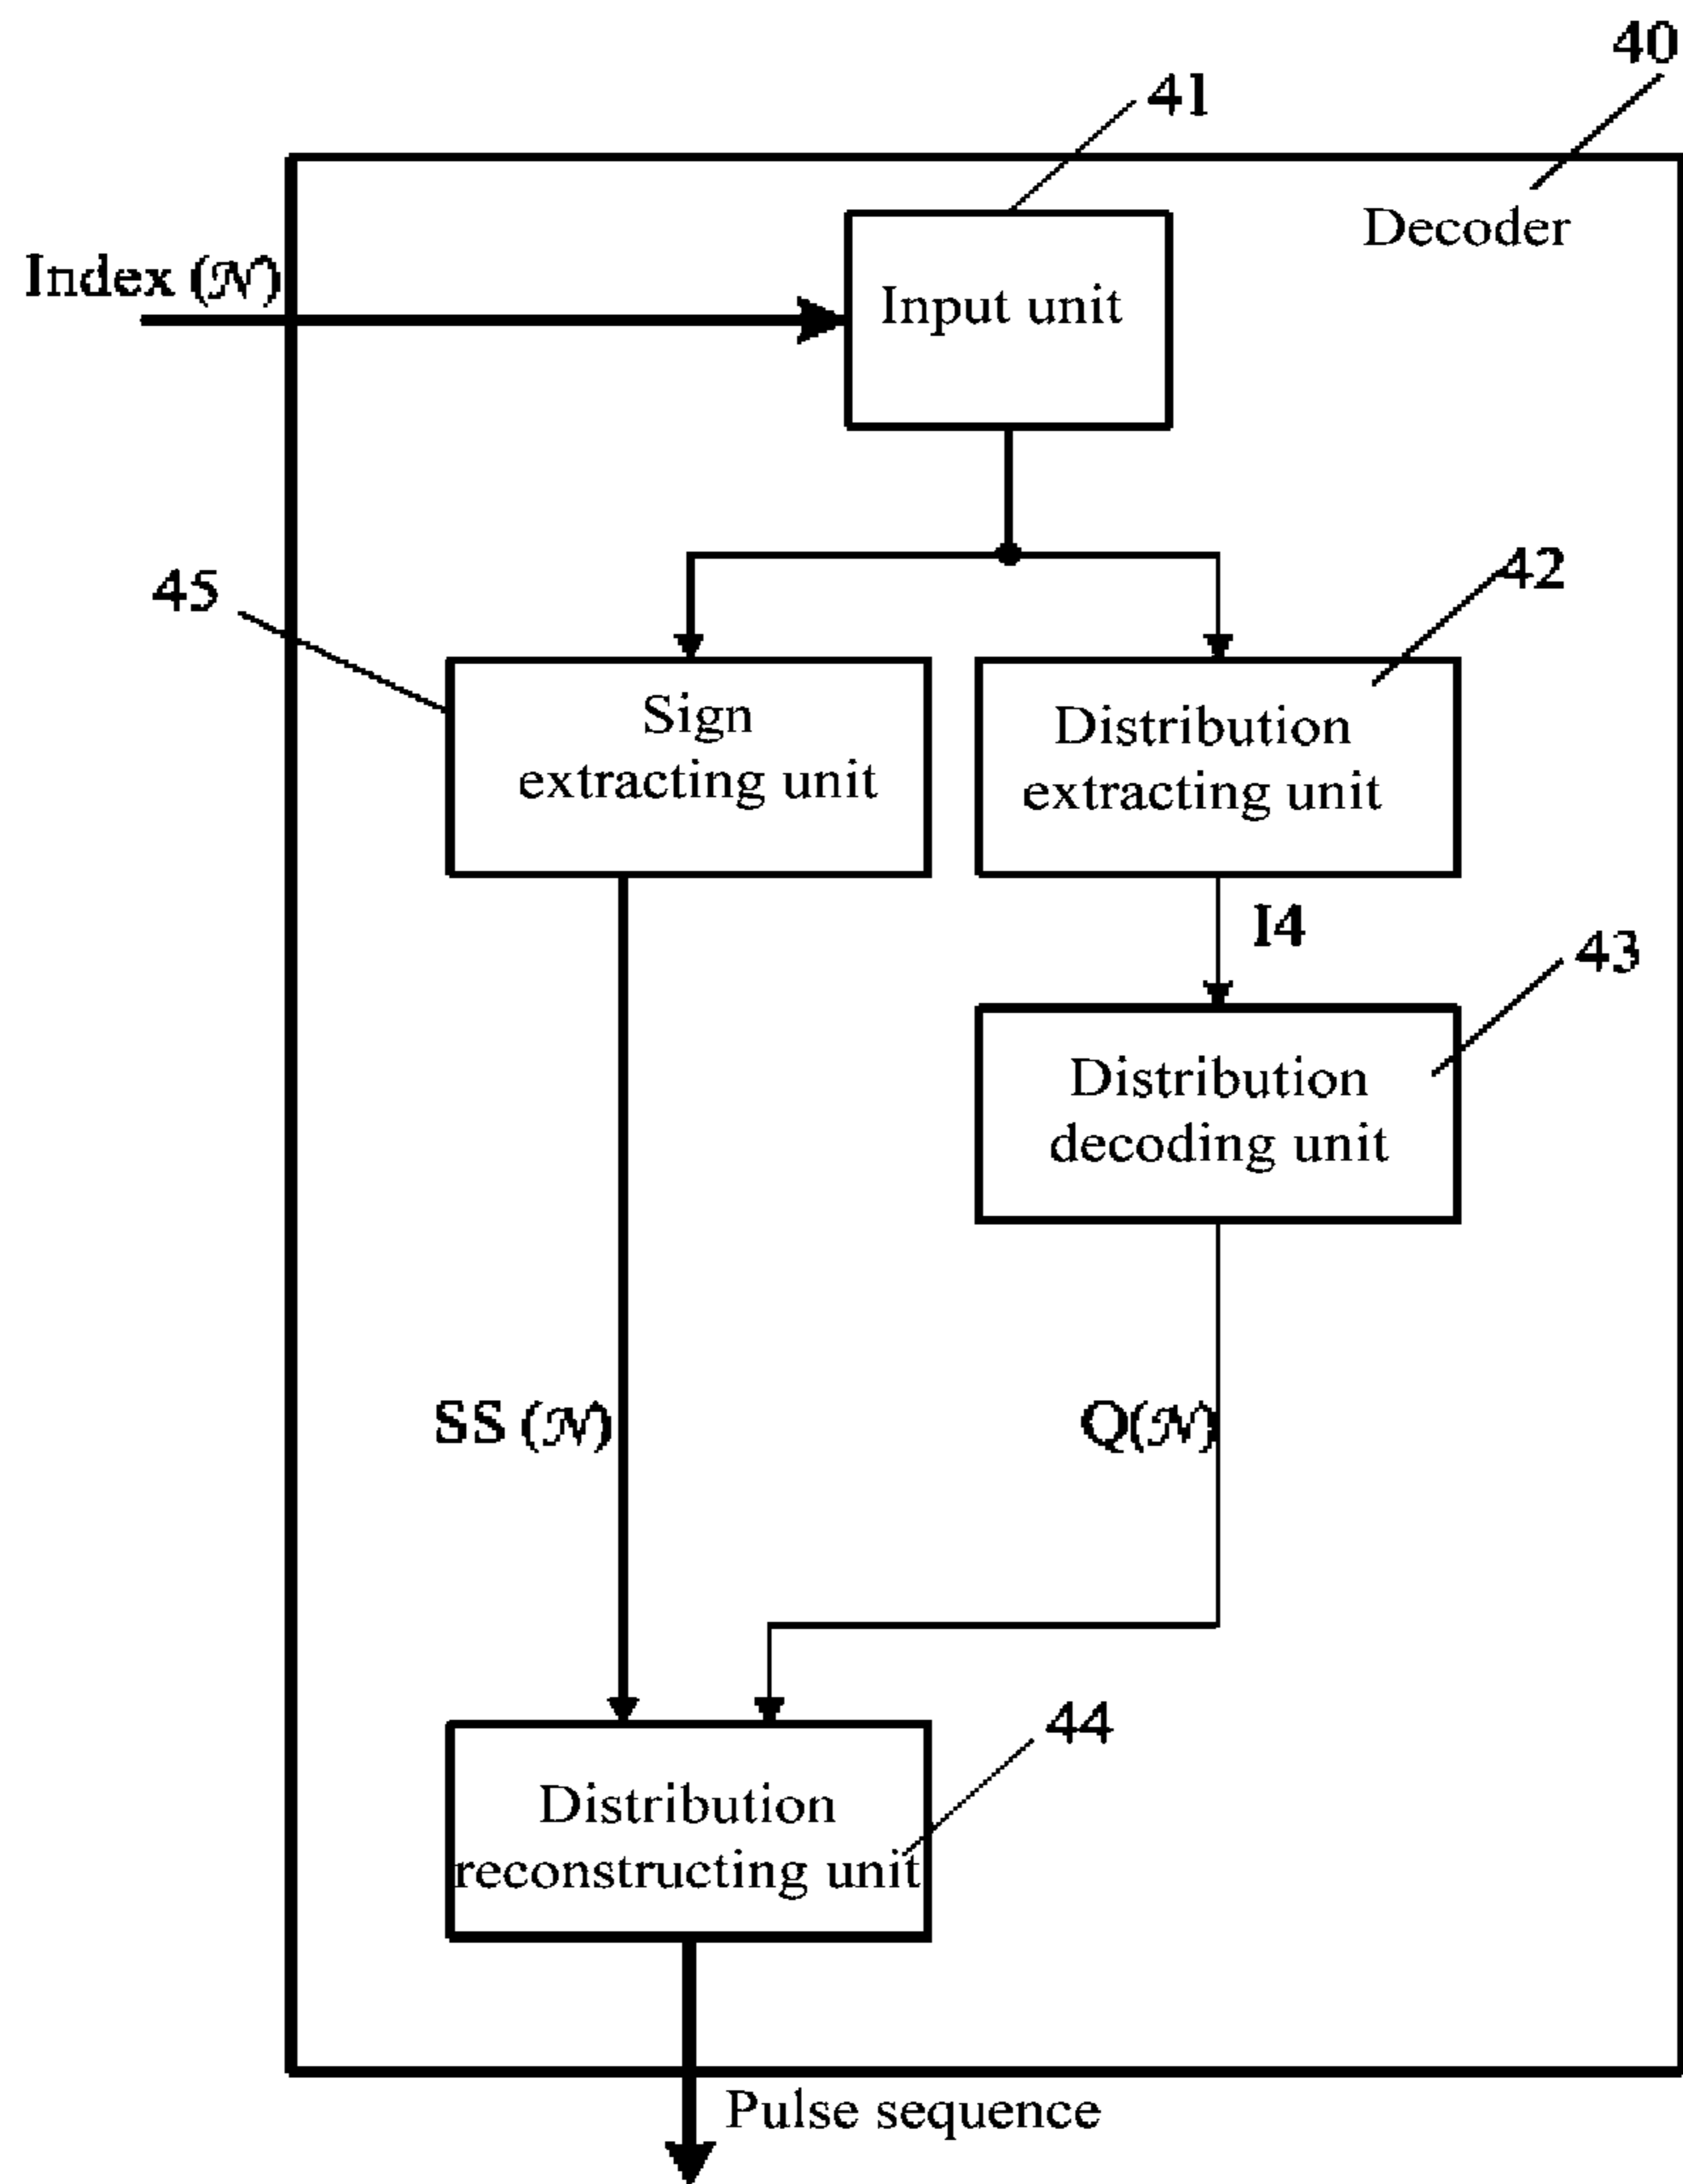 40
41
Decoder
Index (𝒩)
Input unit
45
42
Sign
extracting unit
Distribution
extracting unit
I4
43
Distribution
decoding unit
SS (𝒩)
Q(𝒩)
44
Distribution
reconstructing unit
Pulse sequence